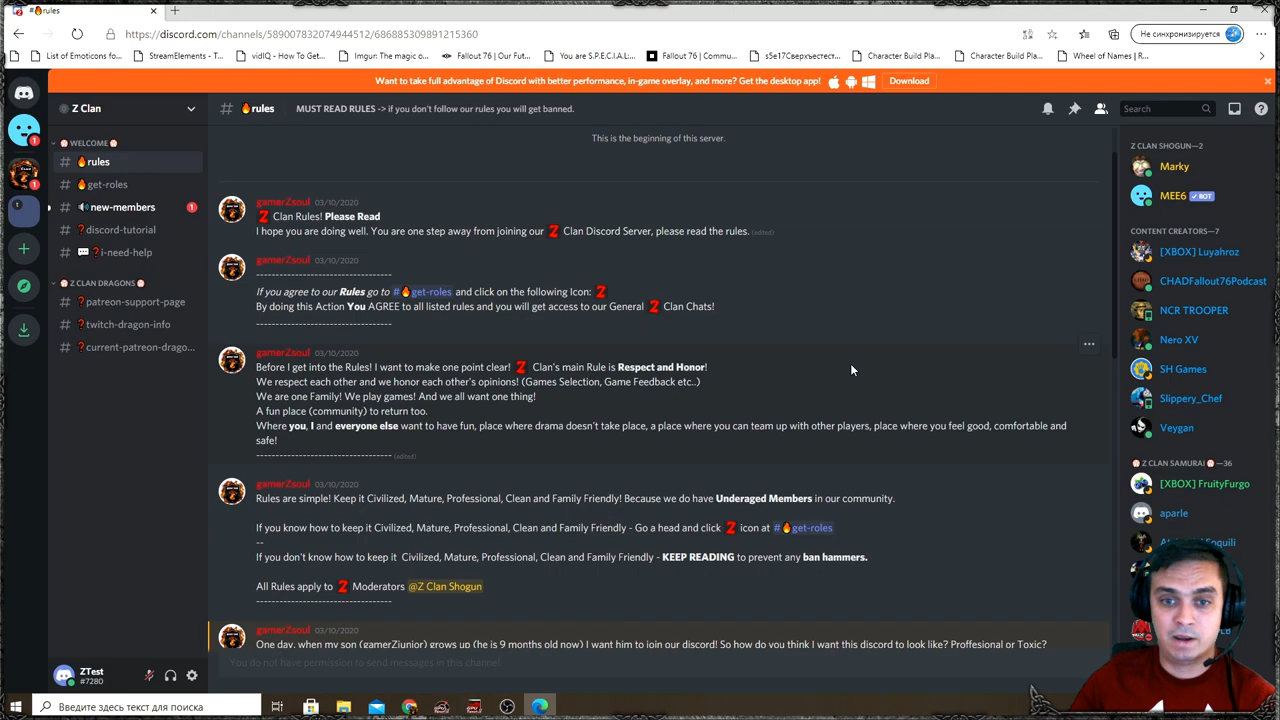 #🔥rules
https://discord.com/channels/589007832074944512/686885309891215360
Не синхронизируется
List of Emoticons fo...
StreamElements - T...
vidIQ - How To Get...
Imgur: The magic o...
Fallout 76 | Our Fut...
You are S.P.E.C.I.A.L:...
Fallout 76 | Commu...
s5e17Сверхъестест...
Character Build Pla...
Character Build Pla...
Wheel of Names | R...
Want to take full advantage of Discord with better performance, in-game overlay, and more? Get the desktop app!
Download
Z Clan
# 🔥rules
MUST READ RULES -> if you don't follow our rules you will get banned.
Search
WELCOME
# 🔥rules
# 🔥get-roles
# 🔊new-members
1
# ❓discord-tutorial
# 💬❓i-need-help
Z CLAN DRAGONS
# ❓patreon-support-page
# ❓twitch-dragon-info
# ❓current-patreon-drago...
1
1
This is the beginning of this server.
gamerZsoul 03/10/2020
Z Clan Rules! Please Read
I hope you are doing well. You are one step away from joining our Z Clan Discord Server, please read the rules. (edited)
gamerZsoul 03/10/2020
-----------------------------------
If you agree to our Rules go to #🔥get-roles and click on the following Icon: Z
By doing this Action You AGREE to all listed rules and you will get access to our General Z Clan Chats!
-----------------------------------
gamerZsoul 03/10/2020
Before I get into the Rules! I want to make one point clear! Z Clan's main Rule is Respect and Honor!
We respect each other and we honor each other's opinions! (Games Selection, Game Feedback etc..)
We are one Family! We play games! And we all want one thing!
A fun place (community) to return too.
Where you, I and everyone else want to have fun, place where drama doesn't take place, a place where you can team up with other players, place where you feel good, comfortable and
safe!
----------------------------------- (edited)
gamerZsoul 03/10/2020
Rules are simple! Keep it Civilized, Mature, Professional, Clean and Family Friendly! Because we do have Underaged Members in our community.
If you know how to keep it Civilized, Mature, Professional, Clean and Family Friendly - Go a head and click Z icon at #🔥get-roles
--
If you don't know how to keep it Civilized, Mature, Professional, Clean and Family Friendly - KEEP READING to prevent any ban hammers.
All Rules apply to Z Moderators @Z Clan Shogun
-----------------------------------
gamerZsoul 03/10/2020
One day, when my son (gamerZjunior) grows up (he is 9 months old now) I want him to join our discord! So how do you think I want this discord to look like? Proffesional or Toxic?
You do not have permission to send messages in this channel.
Z CLAN SHOGUN—2
Marky
MEE6 ✓ BOT
CONTENT CREATORS—7
[XBOX] Luyahroz
CHADFallout76Podcast
NCR TROOPER
Nero XV
SH Games
Slippery_Chef
Veygan
Z CLAN SAMURAI—36
[XBOX] FruityFurgo
aparle
ZTest
#7280
Введите здесь текст для поиска